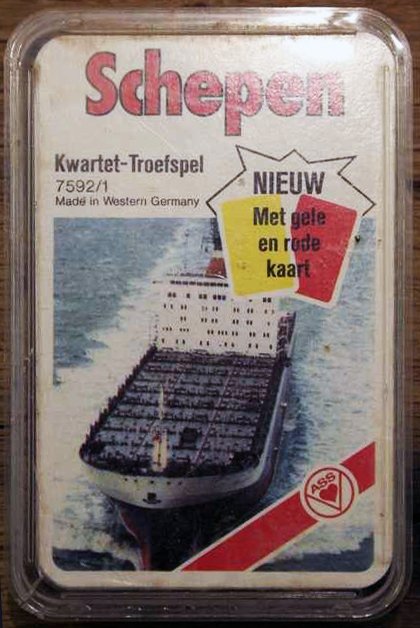 Schepen
Kwartet-Troefspel
7592/1
Made in Western Germany
NIEUW
Met gele
en rode
kaart
ASS